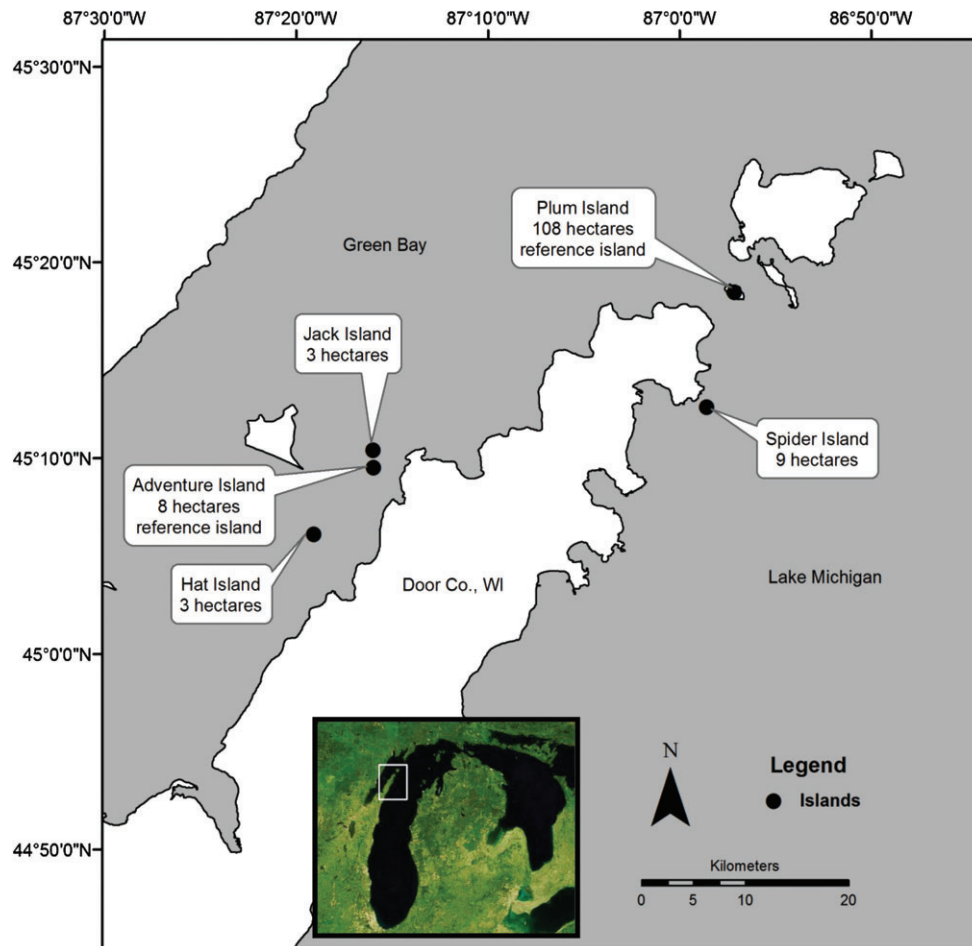 87°30'0"W
87°20'0"W
87°10'0"W
87°0'0"W
86°50'0"W
45°30'0"N
45°20'0"N
45°10'0"N
45°0'0"N
44°50'0"N
Plum Island
108 hectares
reference island
Green Bay
Jack Island
3 hectares
Spider Island
9 hectares
Adventure Island
8 hectares
reference island
Hat Island
3 hectares
Door Co., WI
Lake Michigan
N
Legend
Islands
Kilometers
0 5 10 20